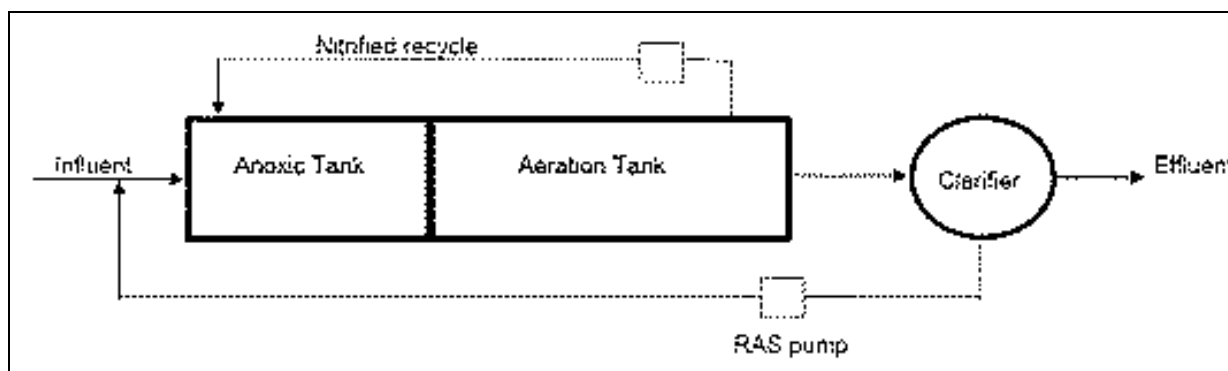 Nitrified recycle
influent
Anoxic Tank
Aeration Tank
Clarifier
Effluent
RAS pump